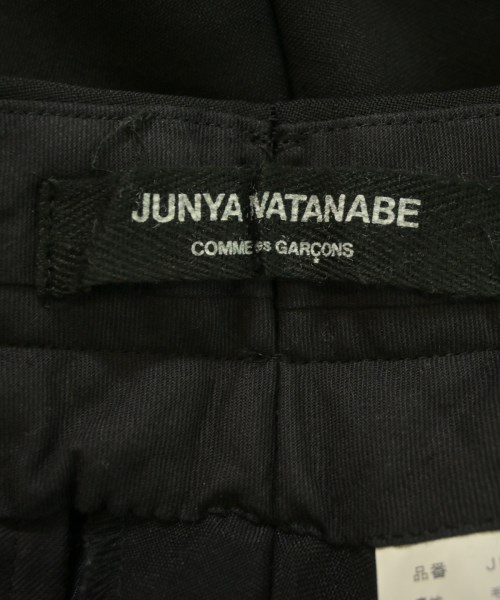 JUNYA WATANABE
COMME des GARÇONS
品番 J